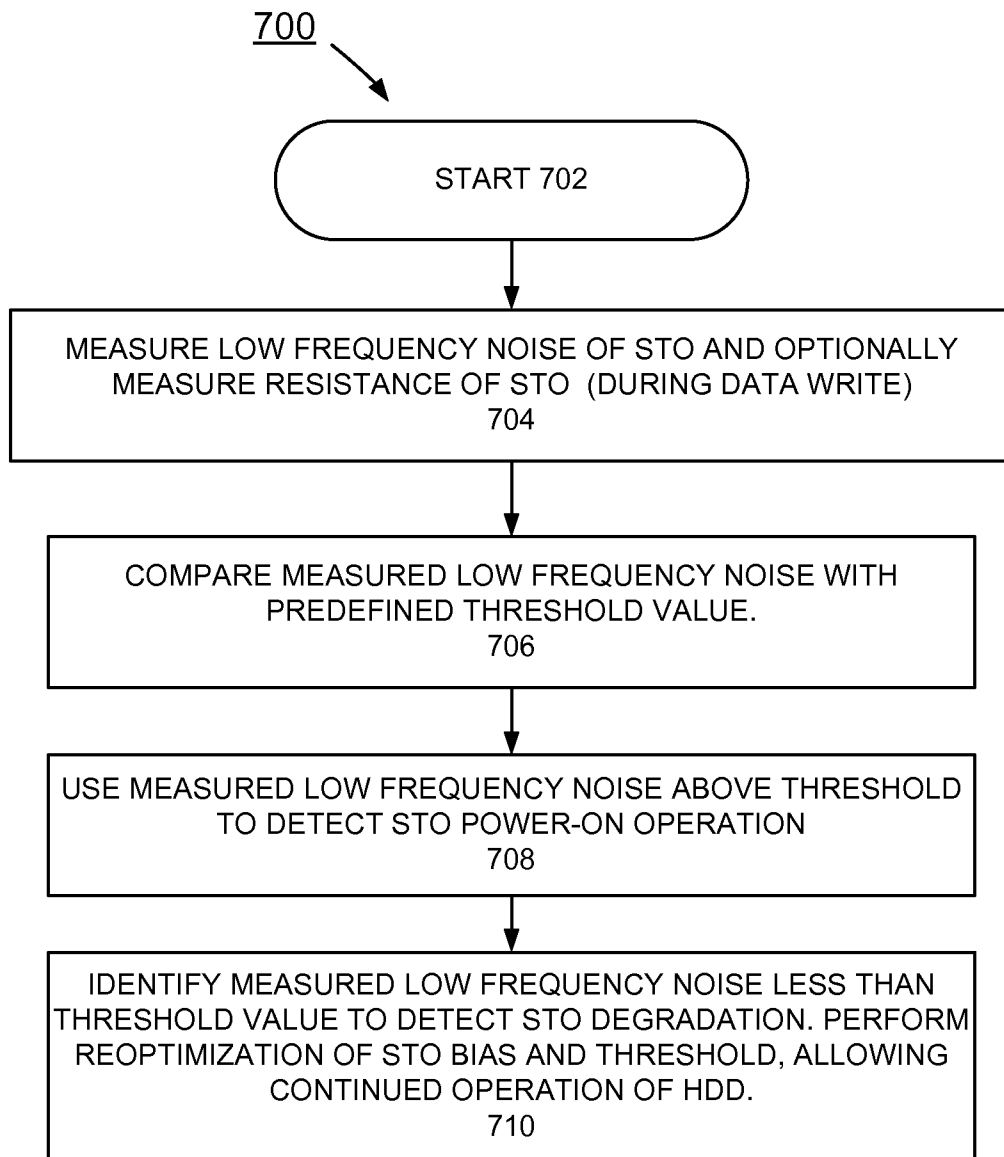 700
START 702
MEASURE LOW FREQUENCY NOISE OF STO AND OPTIONALLY
MEASURE RESISTANCE OF STO (DURING DATA WRITE)
704
COMPARE MEASURED LOW FREQUENCY NOISE WITH
PREDEFINED THRESHOLD VALUE.
706
USE MEASURED LOW FREQUENCY NOISE ABOVE THRESHOLD
TO DETECT STO POWER-ON OPERATION
708
IDENTIFY MEASURED LOW FREQUENCY NOISE LESS THAN
THRESHOLD VALUE TO DETECT STO DEGRADATION. PERFORM
REOPTIMIZATION OF STO BIAS AND THRESHOLD, ALLOWING
CONTINUED OPERATION OF HDD.
710